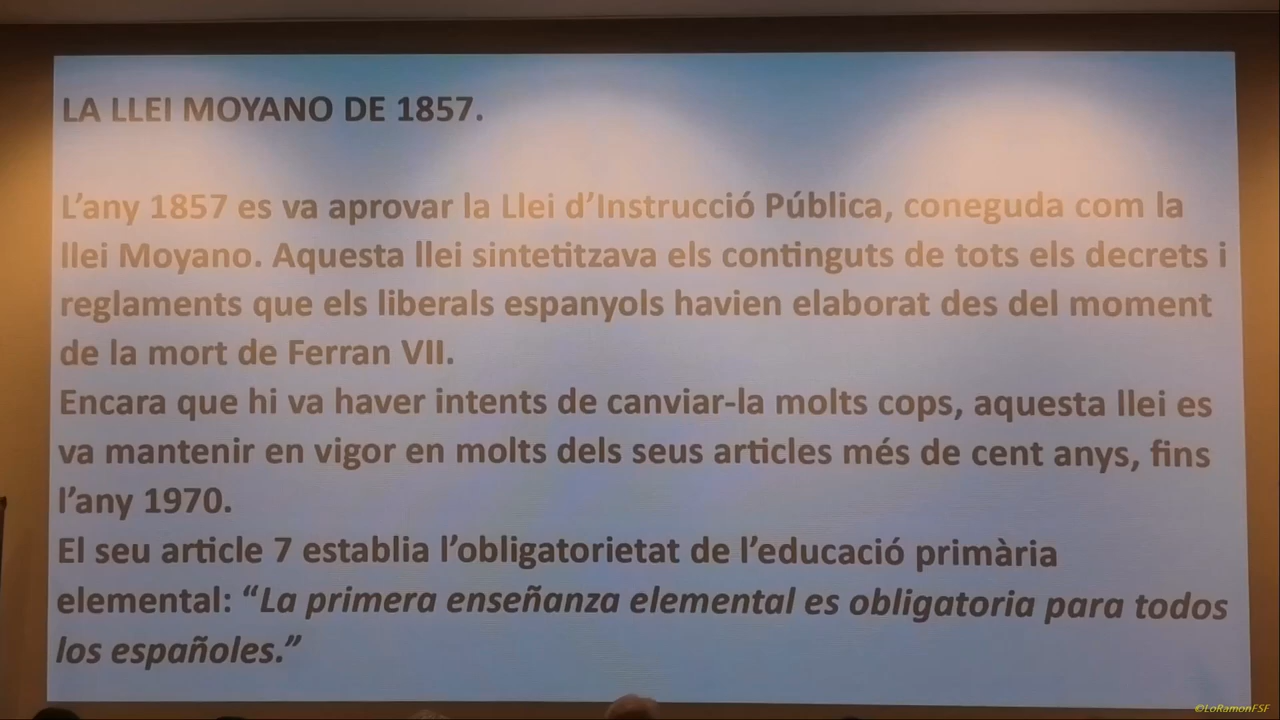 LA LLEI MOYANO DE 1857.
L’any 1857 es va aprovar la Llei d’Instrucció Pública, coneguda com la
llei Moyano. Aquesta llei sintetitzava els continguts de tots els decrets i
reglaments que els liberals espanyols havien elaborat des del moment
de la mort de Ferran VII.
Encara que hi va haver intents de canviar-la molts cops, aquesta llei es
va mantenir en vigor en molts dels seus articles més de cent anys, fins
l’any 1970.
El seu article 7 establia l’obligatorietat de l’educació primària
elemental: “La primera enseñanza elemental es obligatoria para todos
los españoles.”
©LoRamonFSF